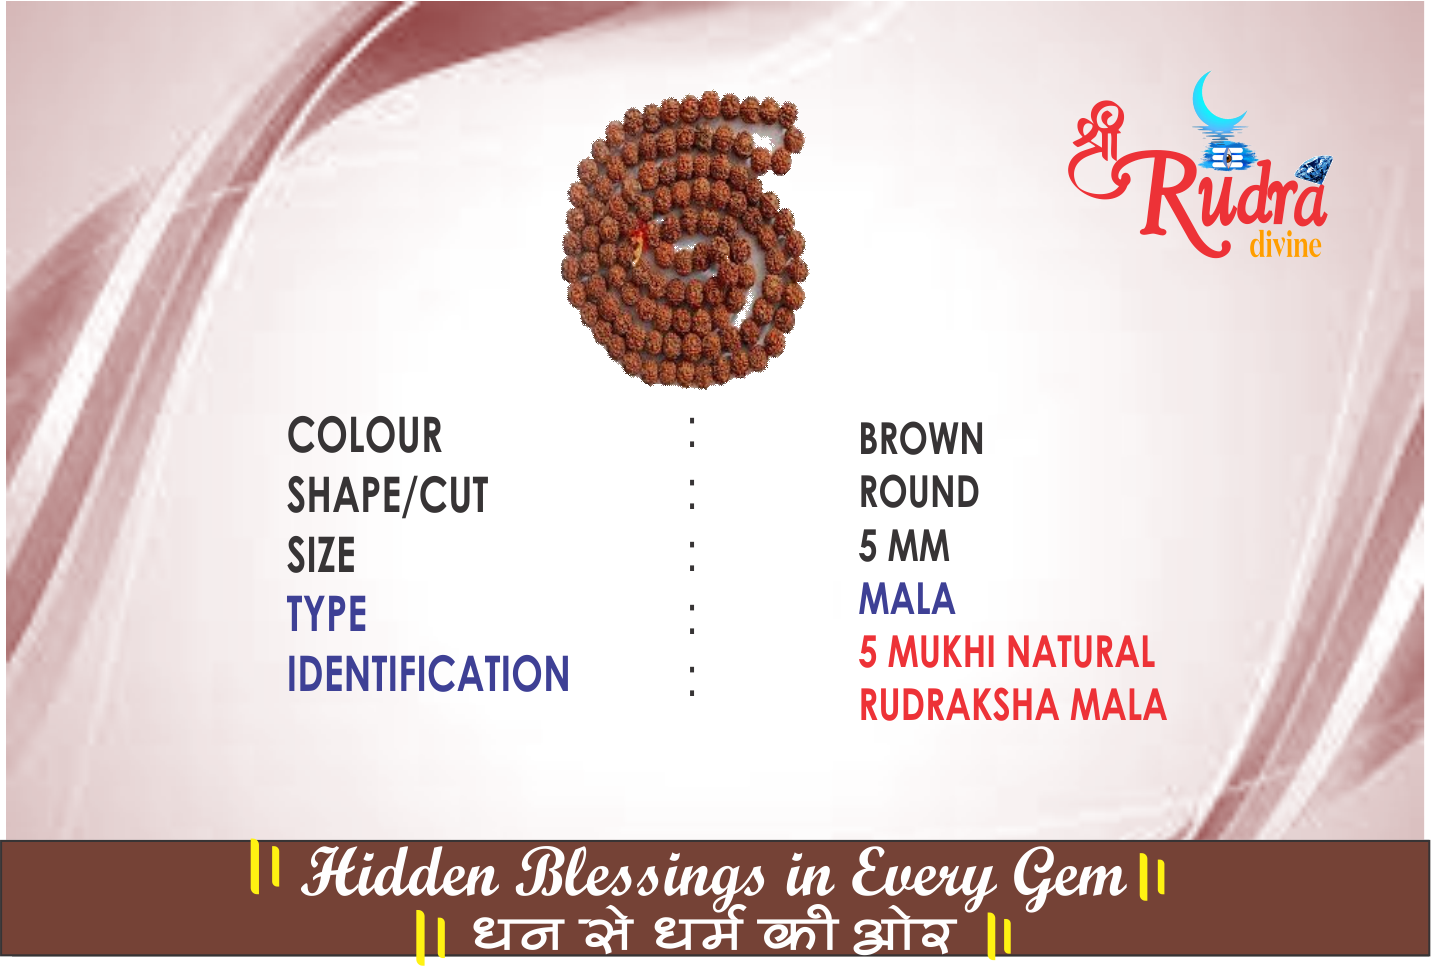 श्री Rudra
divine
COLOUR : BROWN
SHAPE/CUT : ROUND
SIZE : 5 MM
TYPE : MALA
IDENTIFICATION : 5 MUKHI NATURAL
RUDRAKSHA MALA
|| Hidden Blessings in Every Gem ||
|| धन से धर्म की ओर ||